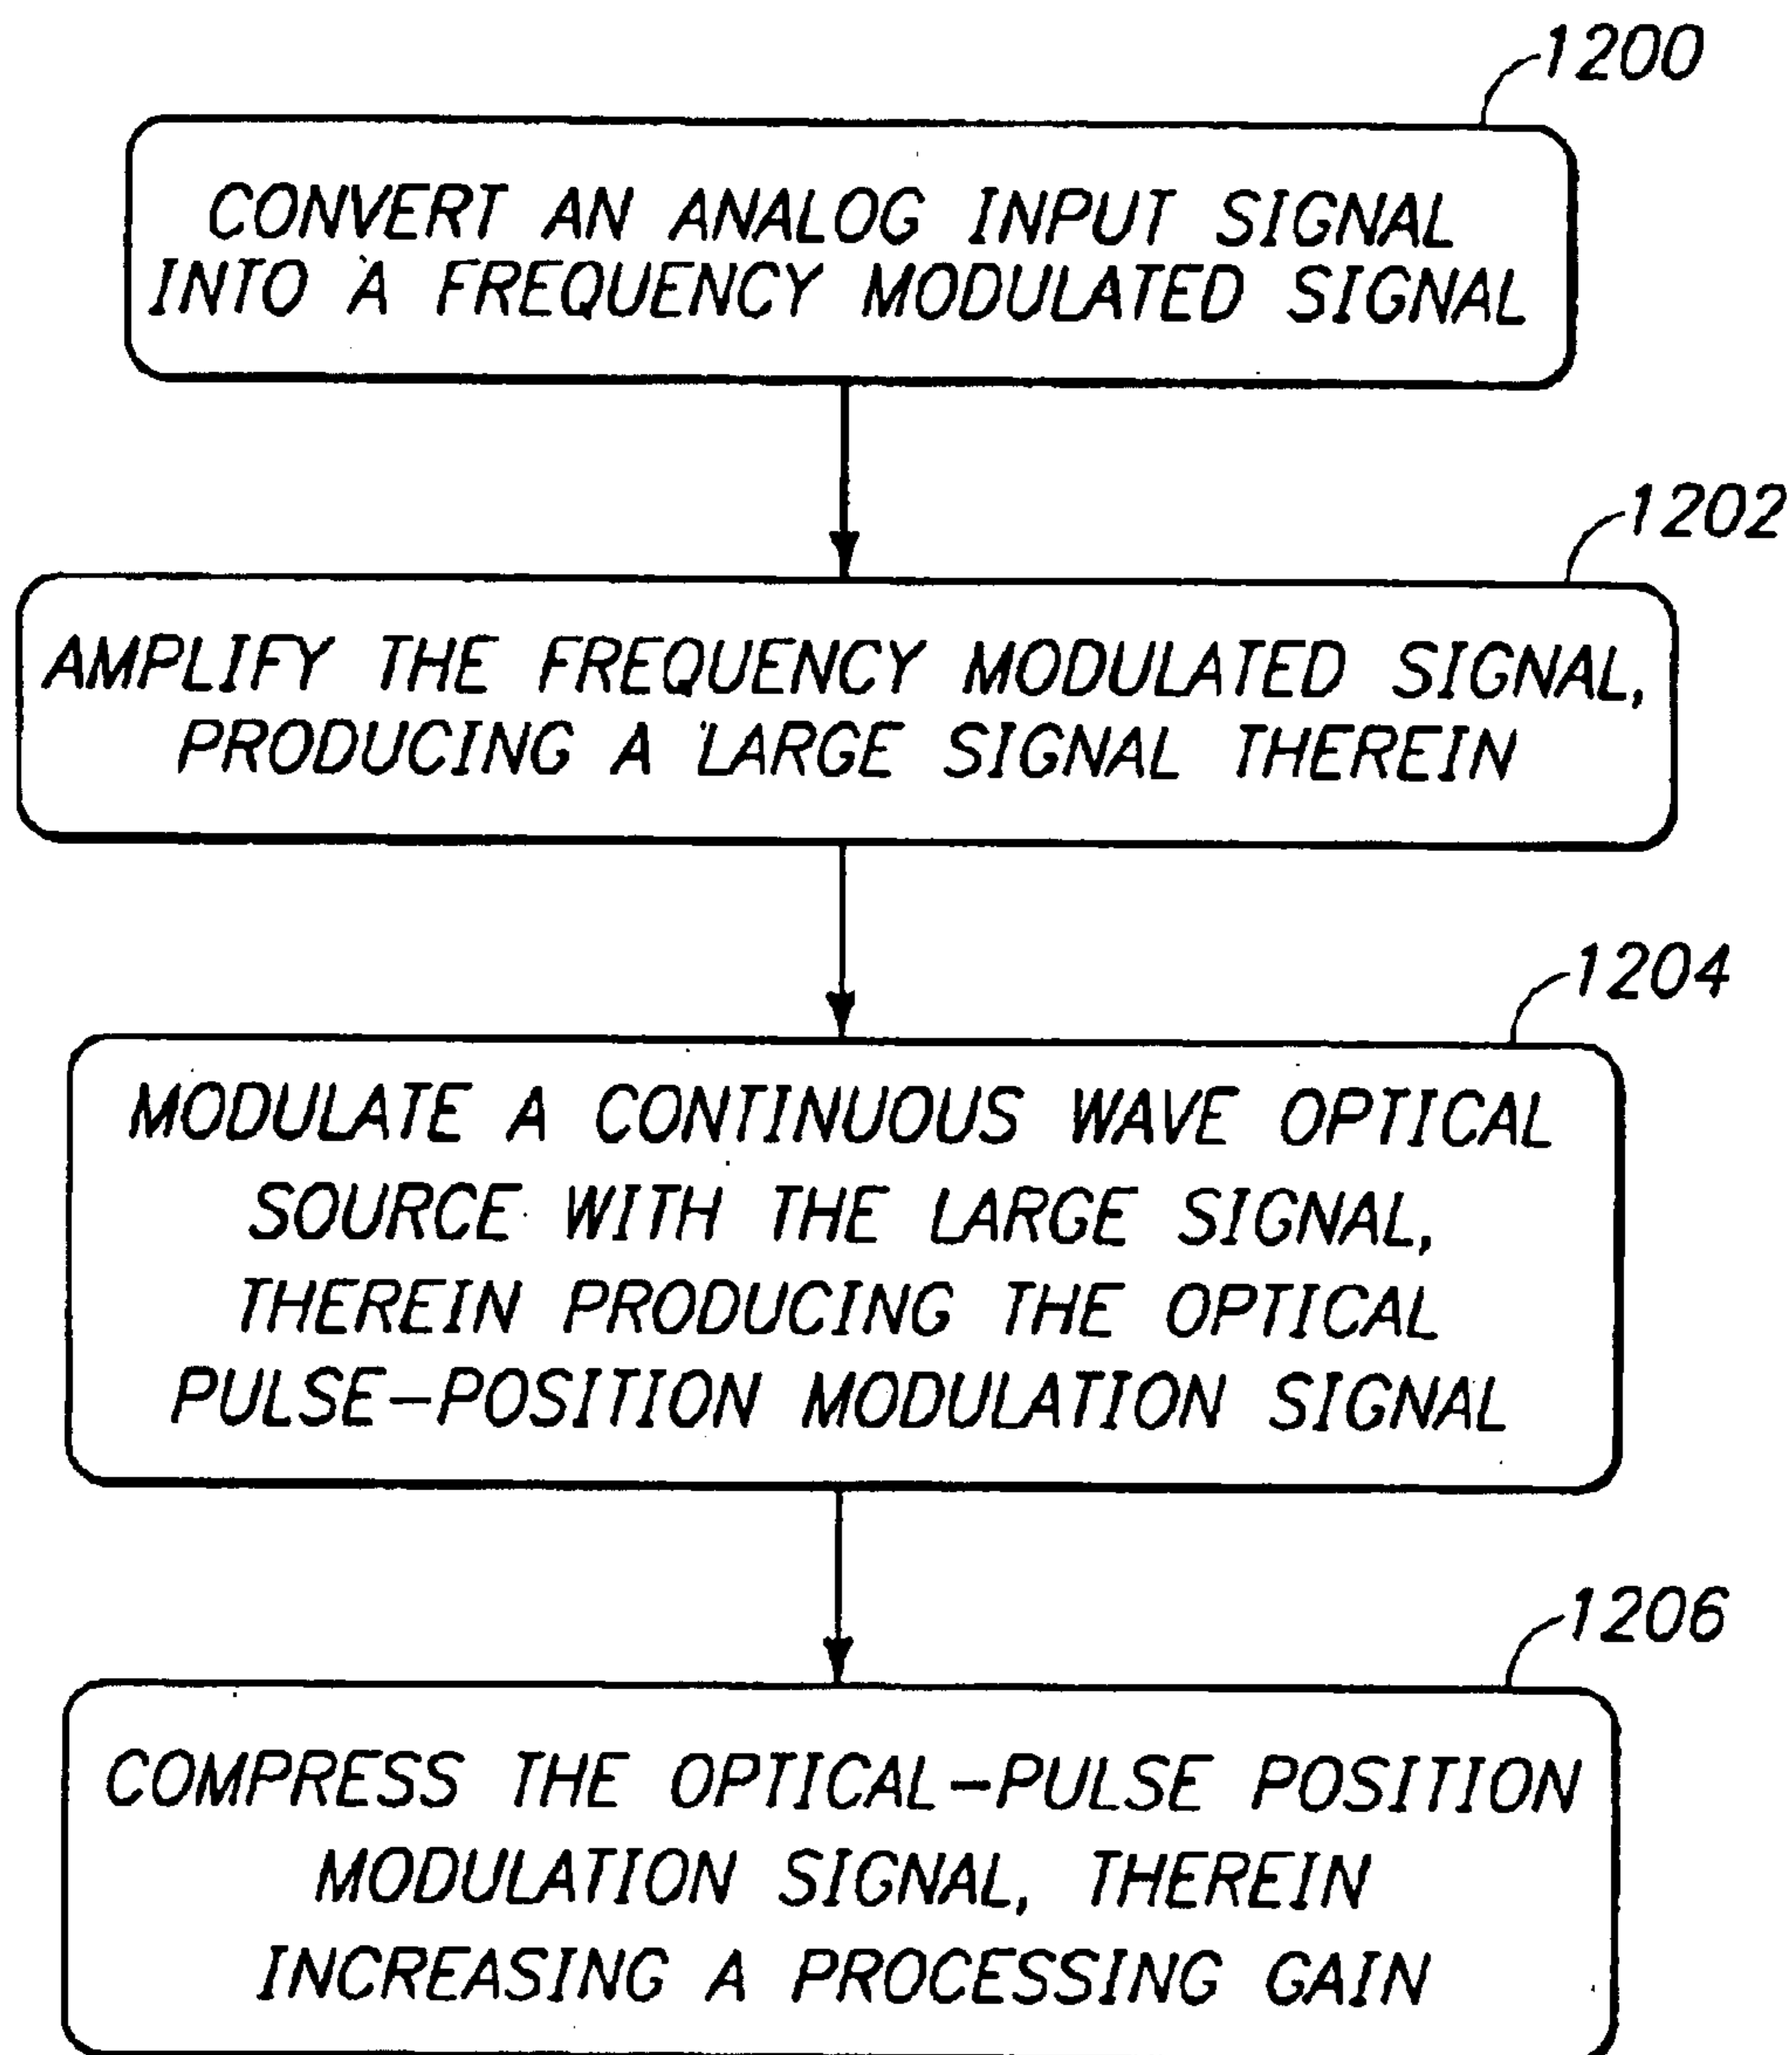 1200
CONVERT AN ANALOG INPUT SIGNAL
INTO A FREQUENCY MODULATED SIGNAL
1202
AMPLIFY THE FREQUENCY MODULATED SIGNAL,
PRODUCING A LARGE SIGNAL THEREIN
1204
MODULATE A CONTINUOUS WAVE OPTICAL
SOURCE WITH THE LARGE SIGNAL,
THEREIN PRODUCING THE OPTICAL
PULSE-POSITION MODULATION SIGNAL
1206
COMPRESS THE OPTICAL-PULSE POSITION
MODULATION SIGNAL, THEREIN
INCREASING A PROCESSING GAIN